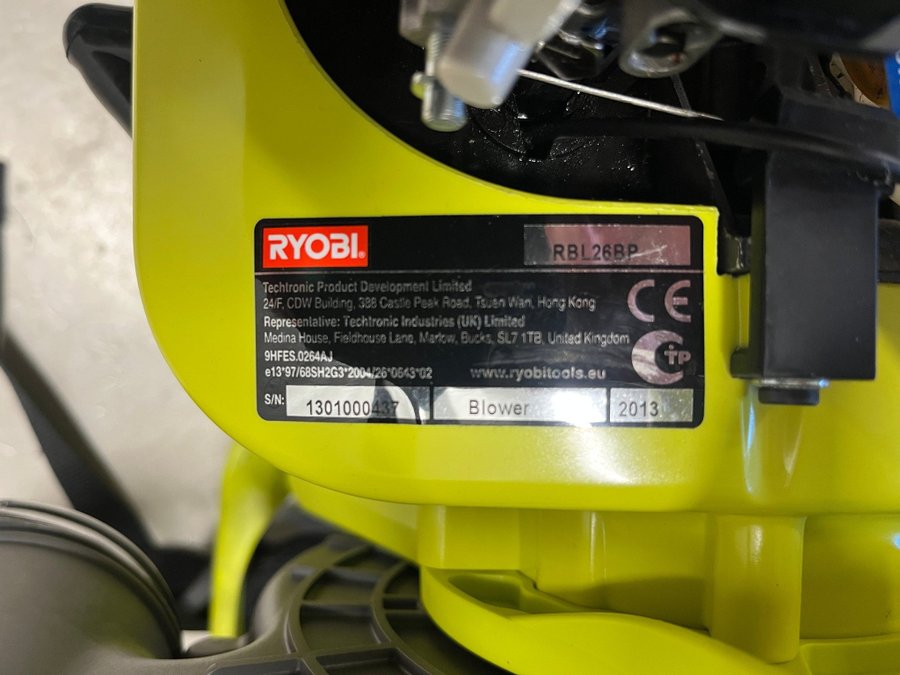 RYOBI®
RBL26BP
Techtronic Product Development Limited
24/F, CDW Building, 388 Castle Peak Road, Tsuen Wan, Hong Kong
Representative: Techtronic Industries (UK) Limited
Medina House, Fieldhouse Lane, Marlow, Bucks, SL7 1TB, United Kingdom
CE
9HFES.0264AJ
e13*97/68SH2G3*2004/26*0643*02
www.ryobitools.eu
S/N: 1301000437 Blower 2013